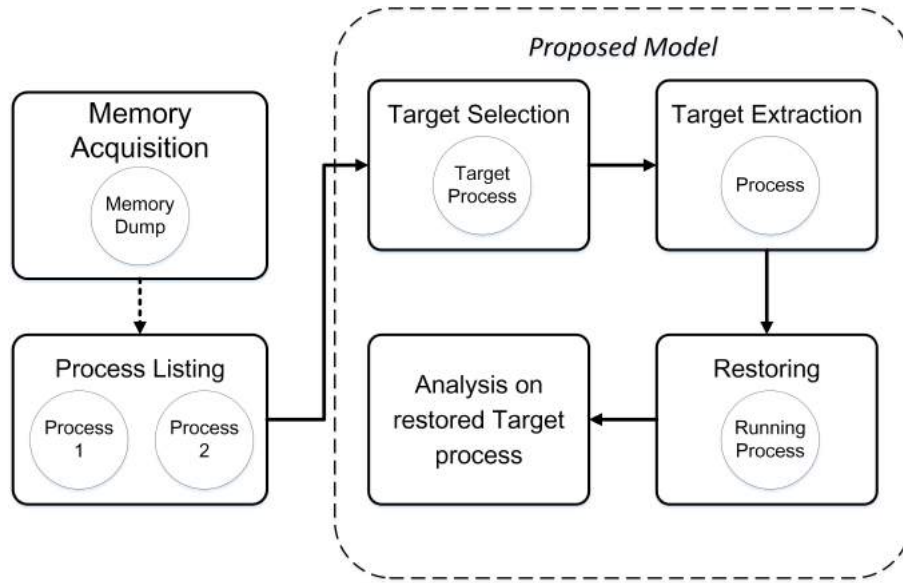 Proposed Model
Memory
Acquisition
Memory
Dump
Process Listing
Process
1
Process
2
Target Selection
Target
Process
Target Extraction
Process
Restoring
Running
Process
Analysis on
restored Target
process